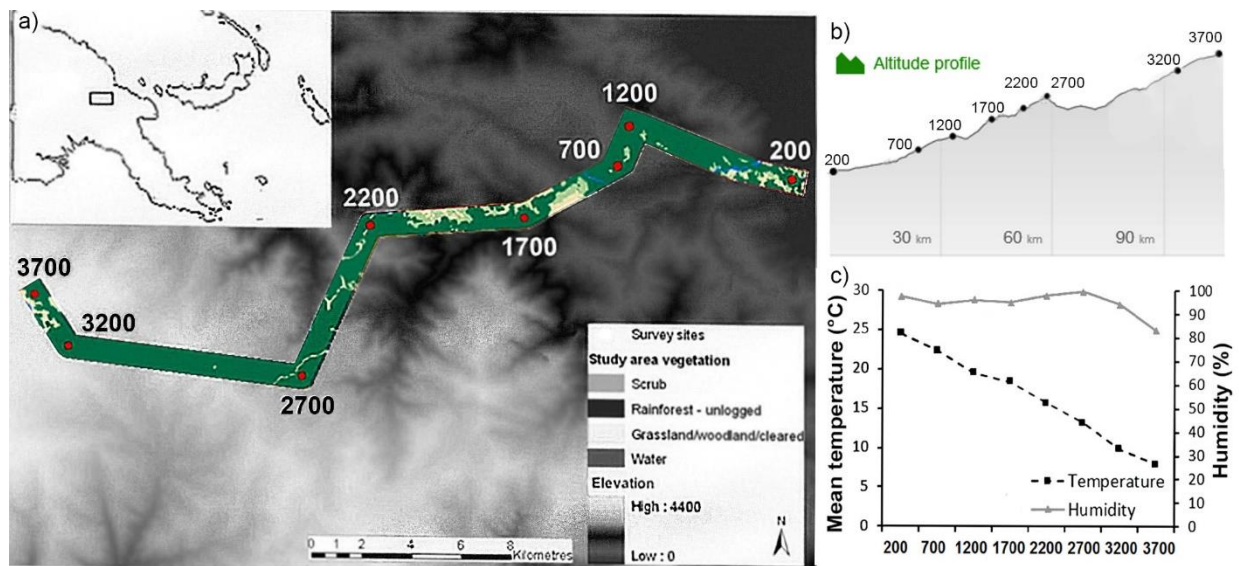 a)
1200
700
200
2200
1700
3700
3200
2700
Survey sites
Study area vegetation
Scrub
Rainforest - unlogged
Grassland/woodland/cleared
Water
Elevation
High : 4400
Low : 0
N
0 1 2 4 6 8
Kilometres
b)
Altitude profile
200 700 1200 1700 2200 2700 3200 3700
30 km 60 km 90 km
c)
Mean temperature (°C)
30
25
20
15
10
5
0
Temperature
Humidity
100
90
80
70
60
50
40
30
20
10
0
Humidity (%)
200 700 1200 1700 2200 2700 3200 3700